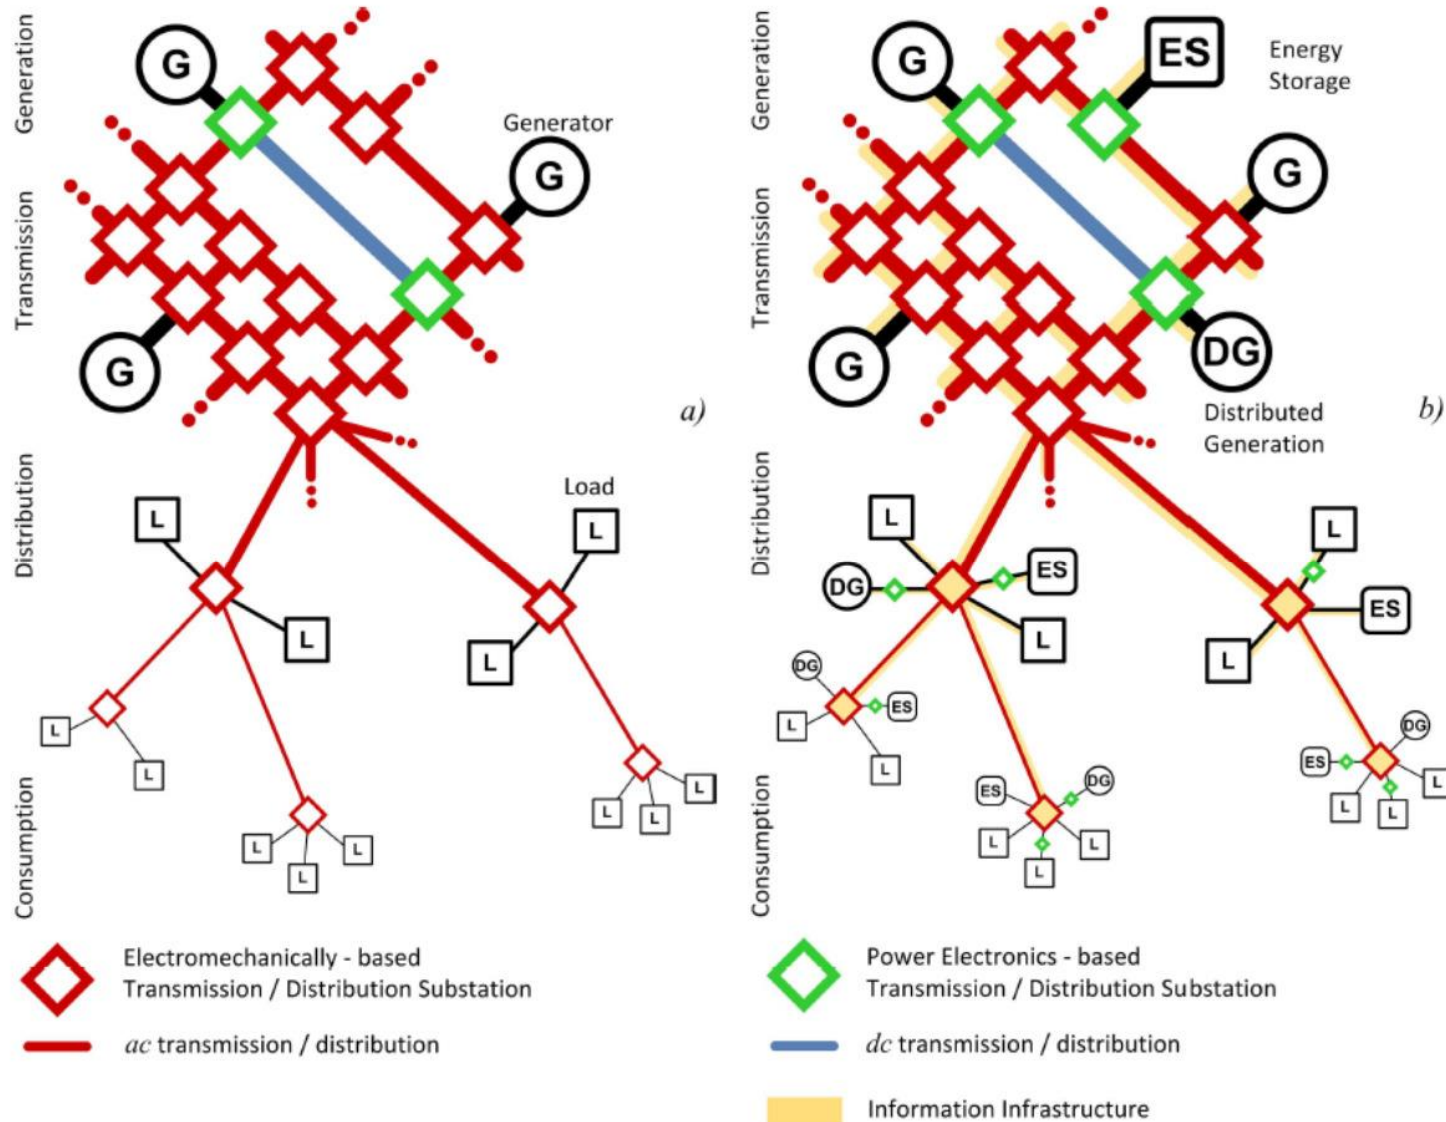 Generation
Transmission
Distribution
Consumption
G
Generator
G
G
a)
Load
L
L
L
L
L
L
L
L
L
L
L
L
Generation
Transmission
Distribution
Consumption
G
ES
Energy
Storage
G
G
DG
Distributed
Generation
b)
L
DG
ES
L
L
ES
L
DG
ES
L
L
ES
DG
L
L
L
DG
ES
L
L
L
Electromechanically - based
Transmission / Distribution Substation
ac transmission / distribution
Power Electronics - based
Transmission / Distribution Substation
dc transmission / distribution
Information Infrastructure